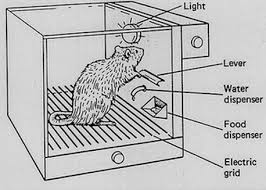 Light
Lever
Water
dispenser
Food
dispenser
Electric
grid